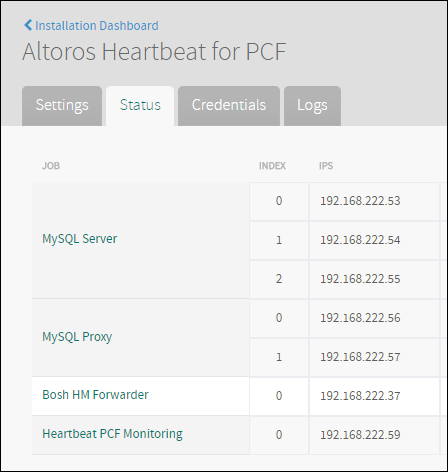 Installation Dashboard
Altoros Heartbeat for PCF
Settings Status Credentials Logs
JOB INDEX IPS
MySQL Server
0 192.168.222.53
1 192.168.222.54
2 192.168.222.55
MySQL Proxy
0 192.168.222.56
1 192.168.222.57
Bosh HM Forwarder 0 192.168.222.37
Heartbeat PCF Monitoring 0 192.168.222.59